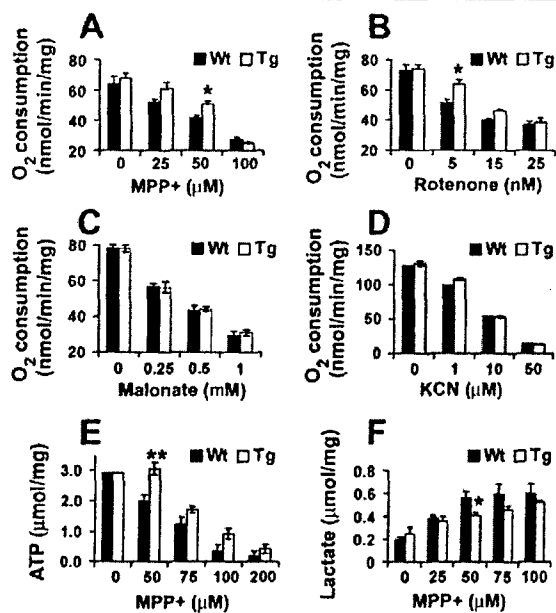 A
B
O2 consumption (nmol/min/mg)
80
60
40
20
Wt Tg
*
0 25 50 100
MPP+ (µM)
O2 consumption (nmol/min/mg)
80
60
40
20
Wt Tg
*
0 5 15 25
Rotenone (nM)
C
D
O2 consumption (nmol/min/mg)
80
60
40
20
Wt Tg
0 0.25 0.5 1
Malonate (mM)
O2 consumption (nmol/min/mg)
150
100
50
0
Wt Tg
0 1 10 50
KCN (µM)
E
F
ATP (µmol/mg)
3.0
2.0
1.0
0.0
Wt Tg
**
0 50 75 100 200
MPP+ (µM)
Lactate (µmol/mg)
0.8
0.6
0.4
0.2
0
Wt Tg
*
0 25 50 75 100
MPP+ (µM)